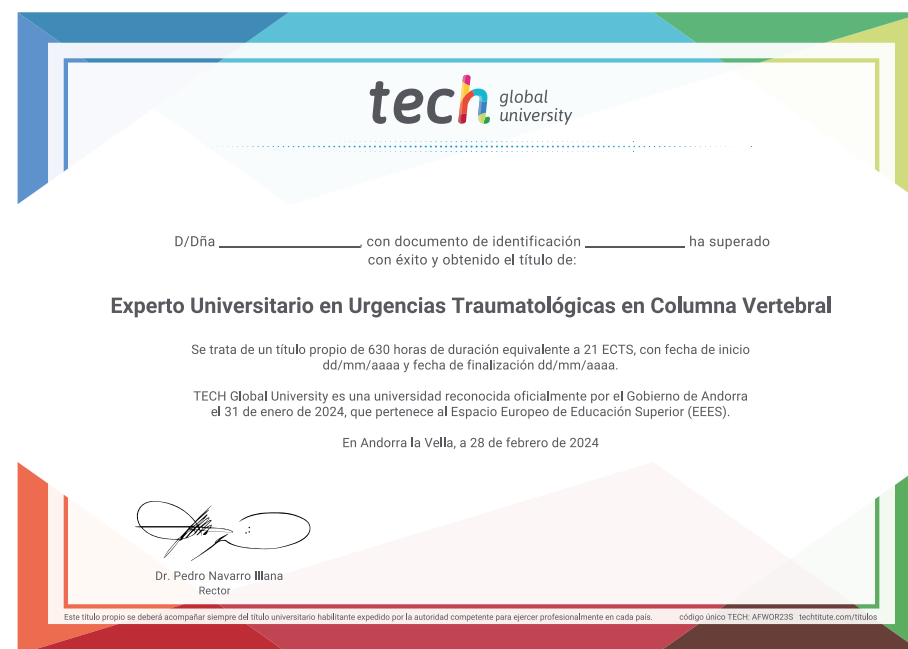 tech global university
D/Dña ______________, con documento de identificación __________ ha superado
con éxito y obtenido el título de:
Experto Universitario en Urgencias Traumatológicas en Columna Vertebral
Se trata de un título propio de 630 horas de duración equivalente a 21 ECTS, con fecha de inicio
dd/mm/aaaa y fecha de finalización dd/mm/aaaa.
TECH Global University es una universidad reconocida oficialmente por el Gobierno de Andorra
el 31 de enero de 2024, que pertenece al Espacio Europeo de Educación Superior (EEES).
En Andorra la Vella, a 28 de febrero de 2024
Dr. Pedro Navarro Illana
Rector
Este título propio se deberá acompañar siempre del título universitario habilitante expedido por la autoridad competente para ejercer profesionalmente en cada país. código único TECH: AFWOR23S techtitute.com/titulos